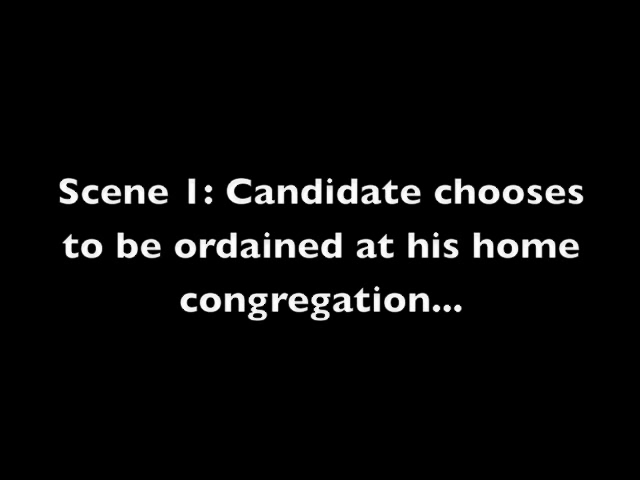 Scene 1: Candidate chooses
to be ordained at his home
congregation...